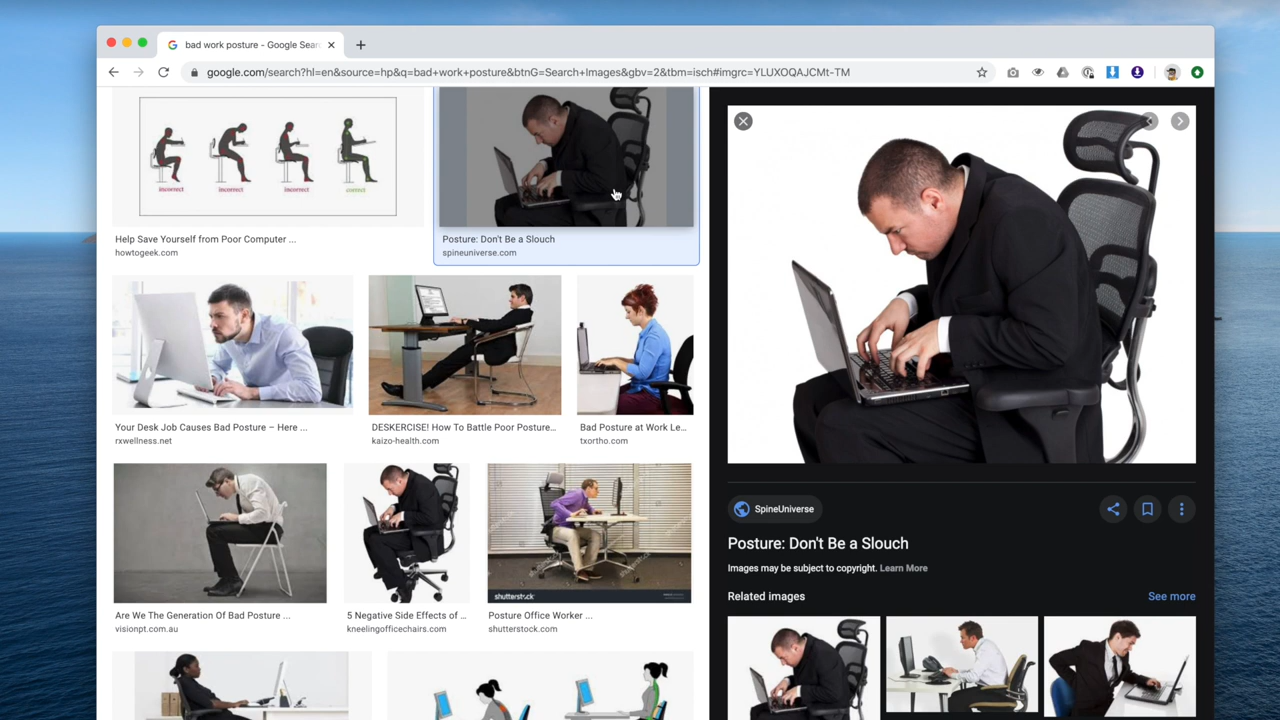 bad work posture - Google Sear
google.com/search?hl=en&source=hp&q=bad+work+posture&btnG=Search+Images&gbv=2&tbm=isch#imgrc=YLUXOQAJCMt-TM
incorrect incorrect incorrect correct
Help Save Yourself from Poor Computer ...
howtogeek.com
Posture: Don't Be a Slouch
spineuniverse.com
Your Desk Job Causes Bad Posture – Here ...
rxwellness.net
DESKERCISE! How To Battle Poor Posture...
kaizo-health.com
Bad Posture at Work Le...
txortho.com
shutterstock
Are We The Generation Of Bad Posture ...
visionpt.com.au
5 Negative Side Effects of ...
kneelingofficechairs.com
Posture Office Worker ...
shutterstock.com
SpineUniverse
Posture: Don't Be a Slouch
Images may be subject to copyright. Learn More
Related images
See more